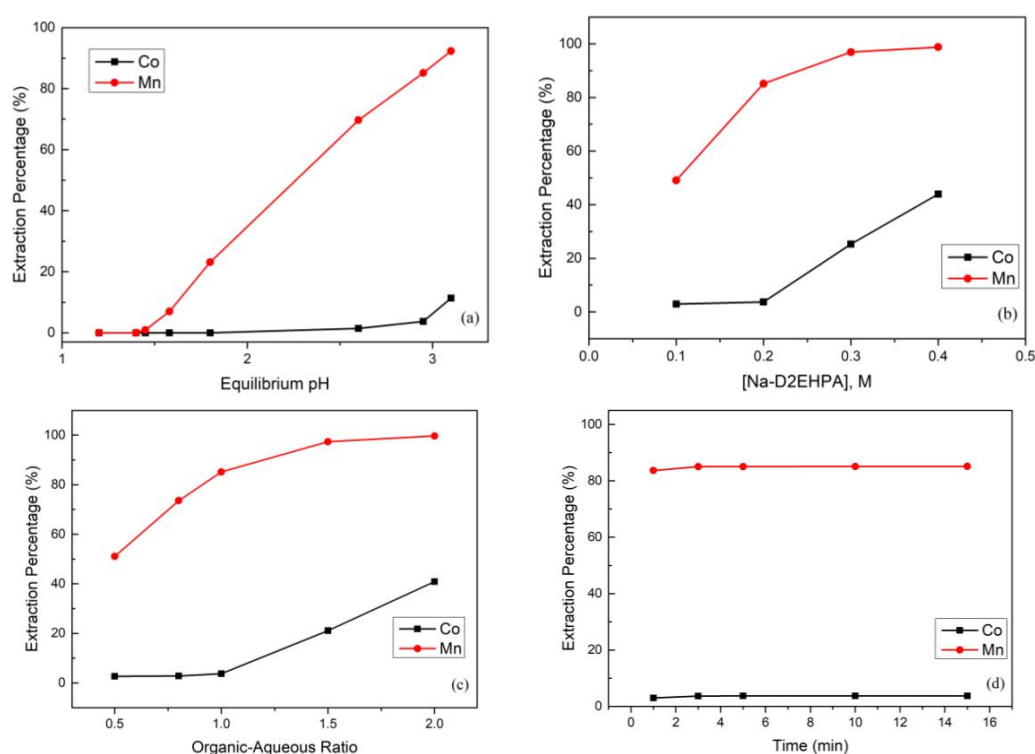 100
80
60
40
20
0
Extraction Percentage (%)
Co
Mn
(a)
1
2
3
Equilibrium pH
100
80
60
40
20
0
Extraction Percentage (%)
Co
Mn
(b)
0.0
0.1
0.2
0.3
0.4
0.5
[Na-D2EHPA], M
100
80
60
40
20
0
Extraction Percentage (%)
Co
Mn
(c)
0.5
1.0
1.5
2.0
Organic-Aqueous Ratio
100
80
60
40
20
0
Extraction Percentage (%)
Co
Mn
(d)
0
2
4
6
8
10
12
14
16
Time (min)